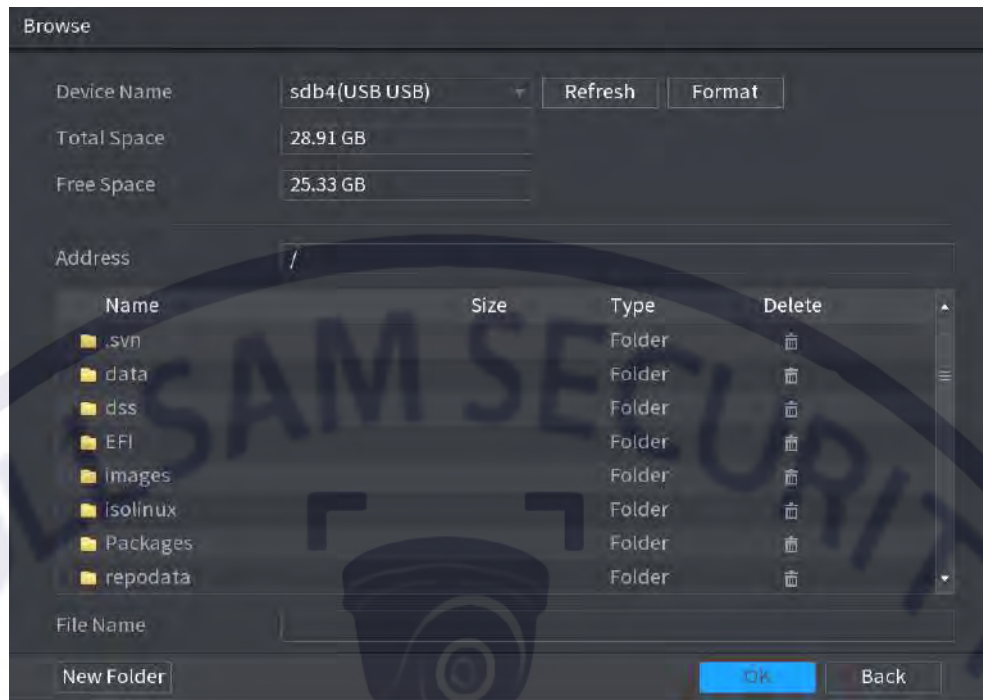 Browse
Device Name sdb4(USB USB) Refresh Format
Total Space 28.91 GB
Free Space 25.33 GB
Address /
Name Size Type Delete
.svn Folder
data Folder
dss Folder
EFI Folder
images Folder
isolinux Folder
Packages Folder
repodata Folder
File Name
New Folder OK Back
SAM SECURIT